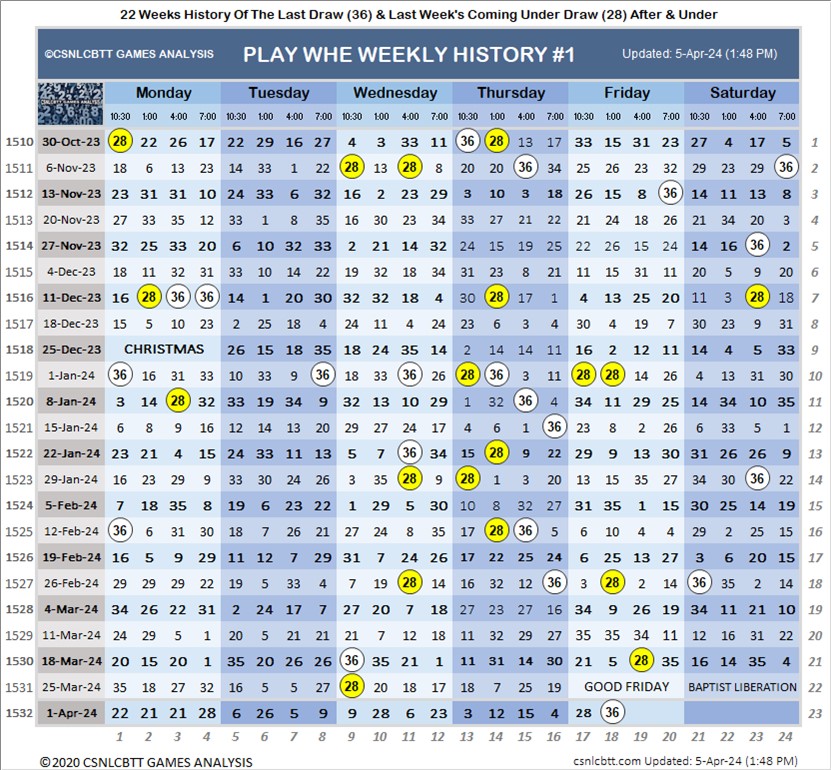 22 Weeks History Of The Last Draw (36) & Last Week's Coming Under Draw (28) After & Under
©CSNLCBTT GAMES ANALYSIS PLAY WHE WEEKLY HISTORY #1 Updated: 5-Apr-24 (1:48 PM)
Monday Tuesday Wednesday Thursday Friday Saturday
10:30 1:00 4:00 7:00 10:30 1:00 4:00 7:00 10:30 1:00 4:00 7:00 10:30 1:00 4:00 7:00 10:30 1:00 4:00 7:00 10:30 1:00 4:00 7:00
1510 30-Oct-23 28 22 26 17 22 29 16 27 4 3 33 11 36 28 13 17 33 15 31 23 27 4 17 5 1
1511 6-Nov-23 18 6 13 23 14 33 1 22 28 13 28 8 20 20 36 34 25 26 23 32 29 23 29 36 2
1512 13-Nov-23 23 31 31 10 24 33 6 32 16 2 23 29 3 10 3 18 26 15 8 36 14 11 13 8 3
1513 20-Nov-23 27 33 35 12 33 1 8 35 16 30 23 34 33 27 21 22 21 24 18 26 21 34 20 3 4
1514 27-Nov-23 32 25 33 20 6 10 32 33 2 21 14 32 24 15 19 25 22 26 15 24 14 16 36 2 5
1515 4-Dec-23 18 11 32 31 33 10 14 22 19 32 18 34 31 23 8 21 11 15 31 11 20 5 9 20 6
1516 11-Dec-23 16 28 36 36 14 1 20 30 32 32 18 4 30 28 17 1 4 13 25 20 11 3 28 18 7
1517 18-Dec-23 15 5 10 23 2 25 18 4 24 11 4 24 23 6 3 4 30 4 19 7 30 23 9 31 8
1518 25-Dec-23 CHRISTMAS 26 15 18 35 18 24 35 14 2 14 14 11 16 2 12 11 14 4 5 33 9
1519 1-Jan-24 36 16 31 33 10 33 9 36 18 33 36 26 28 36 3 11 28 28 14 29 4 13 31 30 10
1520 8-Jan-24 3 14 28 32 33 19 34 9 32 13 10 29 1 32 36 4 34 11 29 25 14 34 10 35 11
1521 15-Jan-24 6 8 9 16 12 14 13 20 29 27 24 17 4 6 1 36 23 8 2 26 6 33 5 1 12
1522 22-Jan-24 23 21 4 15 24 33 11 13 5 7 36 34 15 28 9 22 29 9 13 30 31 26 26 9 13
1523 29-Jan-24 16 23 29 9 33 30 24 26 3 35 28 9 28 1 3 20 13 15 35 27 34 30 36 23 14
1524 5-Feb-24 7 18 35 8 19 6 23 22 1 29 5 30 10 8 32 27 31 35 1 15 30 25 14 19 15
1525 12-Feb-24 36 6 31 30 18 7 26 21 27 24 8 35 17 28 36 5 6 10 4 4 29 2 25 15 16
1526 19-Feb-24 16 5 9 29 11 12 7 29 31 7 24 26 17 22 25 24 6 25 13 27 3 6 20 15 17
1527 26-Feb-24 29 29 29 22 19 5 33 4 7 19 28 14 16 32 12 36 3 28 2 14 36 35 2 14 18
1528 4-Mar-24 34 26 22 31 2 24 17 7 27 20 7 18 27 23 27 16 34 9 26 19 34 11 21 10 19
1529 11-Mar-24 24 29 5 1 20 5 21 21 21 7 12 18 11 32 29 27 35 35 34 11 12 16 31 22 20
1530 18-Mar-24 20 15 20 1 35 20 26 26 36 35 21 1 11 31 14 30 21 5 28 35 16 14 35 4 21
1531 25-Mar-24 35 18 27 32 16 5 5 27 28 20 18 17 18 7 25 19 GOOD FRIDAY BAPTIST LIBERATION 22
1532 1-Apr-24 22 21 21 28 6 26 5 9 9 28 6 23 3 12 15 4 28 36 23
1 2 3 4 5 6 7 8 9 10 11 12 13 14 15 16 17 18 19 20 21 22 23 24
©2020 CSNLCBTT GAMES ANALYSIS csnlcbtt.com Updated: 5-Apr-24 (1:48 PM)